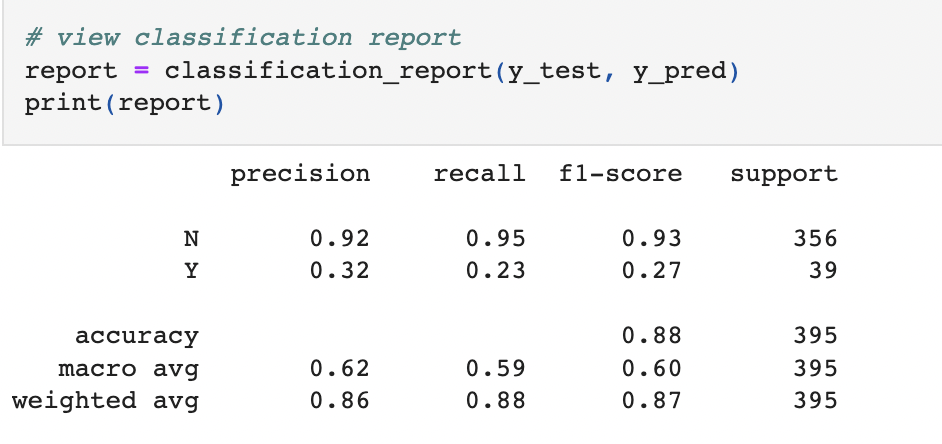 # view classification report
report = classification_report(y_test, y_pred)
print(report)
precision recall f1-score support
N 0.92 0.95 0.93 356
Y 0.32 0.23 0.27 39
accuracy 0.88 395
macro avg 0.62 0.59 0.60 395
weighted avg 0.86 0.88 0.87 395